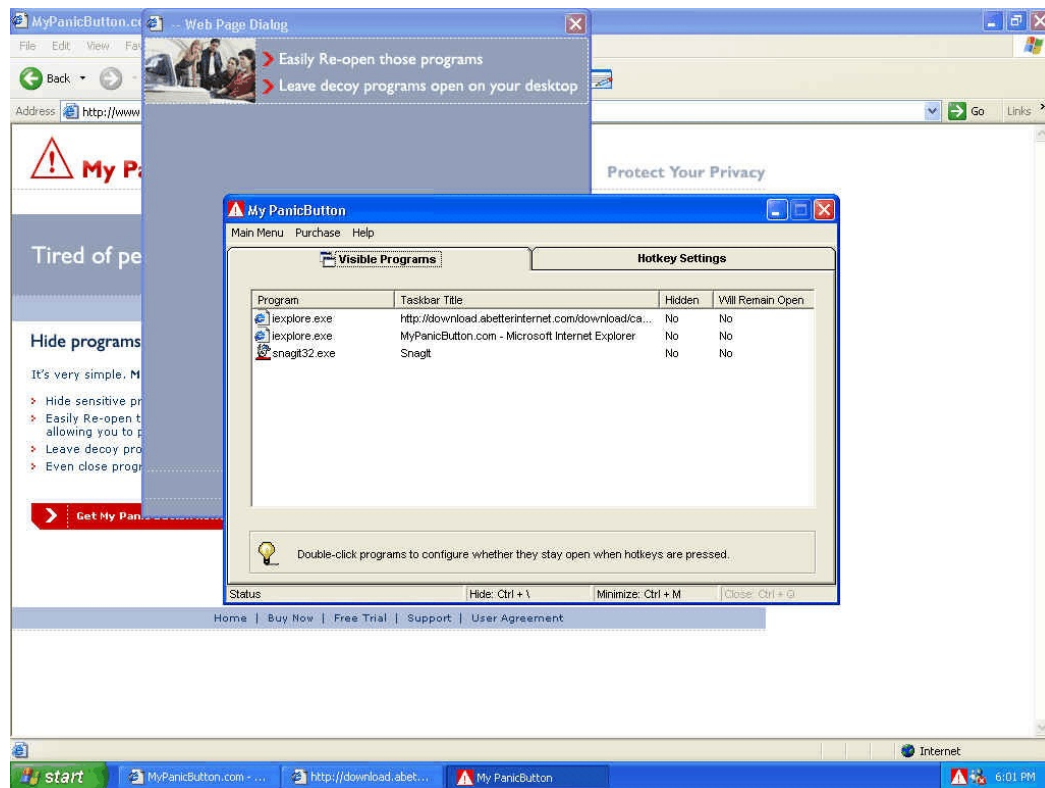 MyPanicButton.co
-- Web Page Dialog
File Edit View Fav
Easily Re-open those programs
Leave decoy programs open on your desktop
Back
Address http://www
Go Links
My Pa
Protect Your Privacy
My PanicButton
Main Menu Purchase Help
Visible Programs Hotkey Settings
Tired of pe
Program Taskbar Title Hidden Will Remain Open
iexplore.exe http://download.abetterinternet.com/download/ca... No No
iexplore.exe MyPanicButton.com - Microsoft Internet Explorer No No
snagit32.exe SnagIt No No
Hide programs
It's very simple. M
Hide sensitive pr
Easily Re-open t
allowing you to p
Leave decoy pro
Even close progr
Get My Pan
Double-click programs to configure whether they stay open when hotkeys are pressed.
Status Hide: Ctrl + \ Minimize: Ctrl + M Close: Ctrl + Q
Home | Buy Now | Free Trial | Support | User Agreement
Internet
start MyPanicButton.com - ... http://download.abet... My PanicButton 6:01 PM